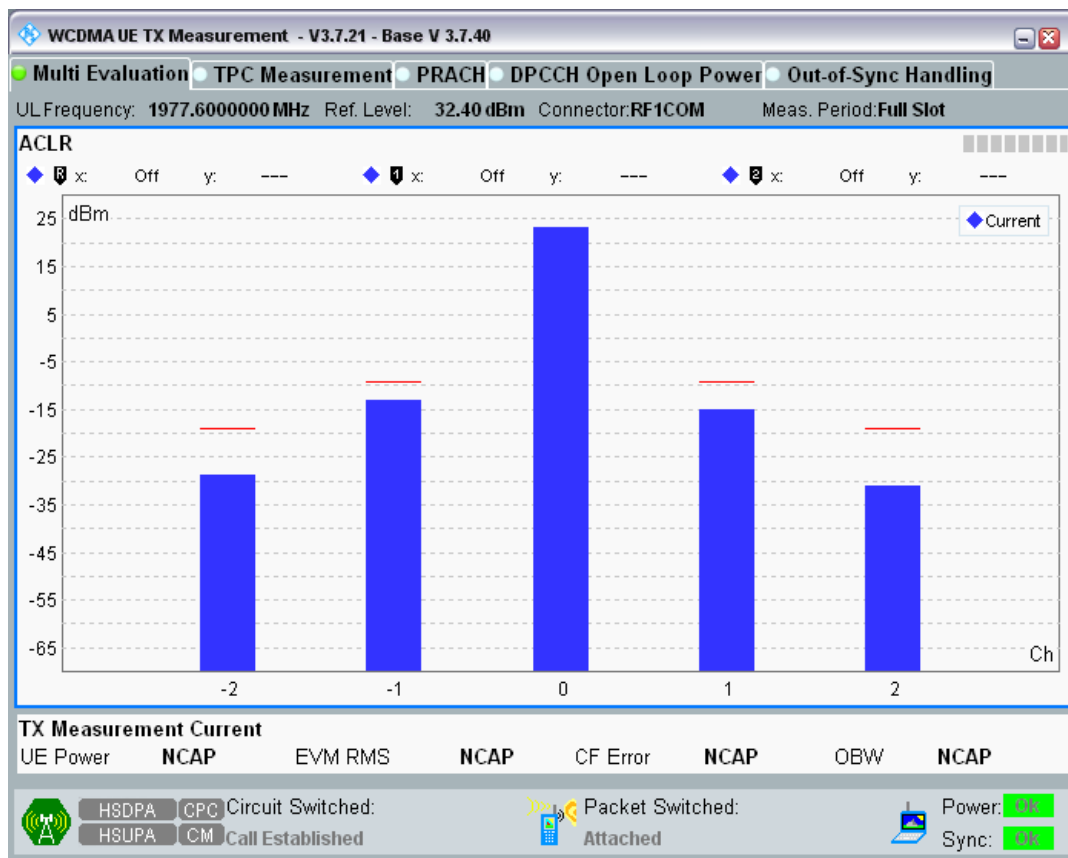 WCDMA UE TX Measurement - V3.7.21 - Base V 3.7.40
Multi Evaluation TPC Measurement PRACH DPCCH Open Loop Power Out-of-Sync Handling
UL Frequency: 1977.6000000 MHz Ref. Level: 32.40 dBm Connector:RF1COM Meas. Period:Full Slot
ACLR
R x: Off y: --- 1 x: Off y: --- 2 x: Off y: ---
dBm
Current
25
15
5
-5
-15
-25
-35
-45
-55
-65
Ch
-2 -1 0 1 2
TX Measurement Current
UE Power NCAP EVM RMS NCAP CF Error NCAP OBW NCAP
HSDPA CPC Circuit Switched: Packet Switched: Power: OK
HSUPA CM Call Established Attached Sync: OK